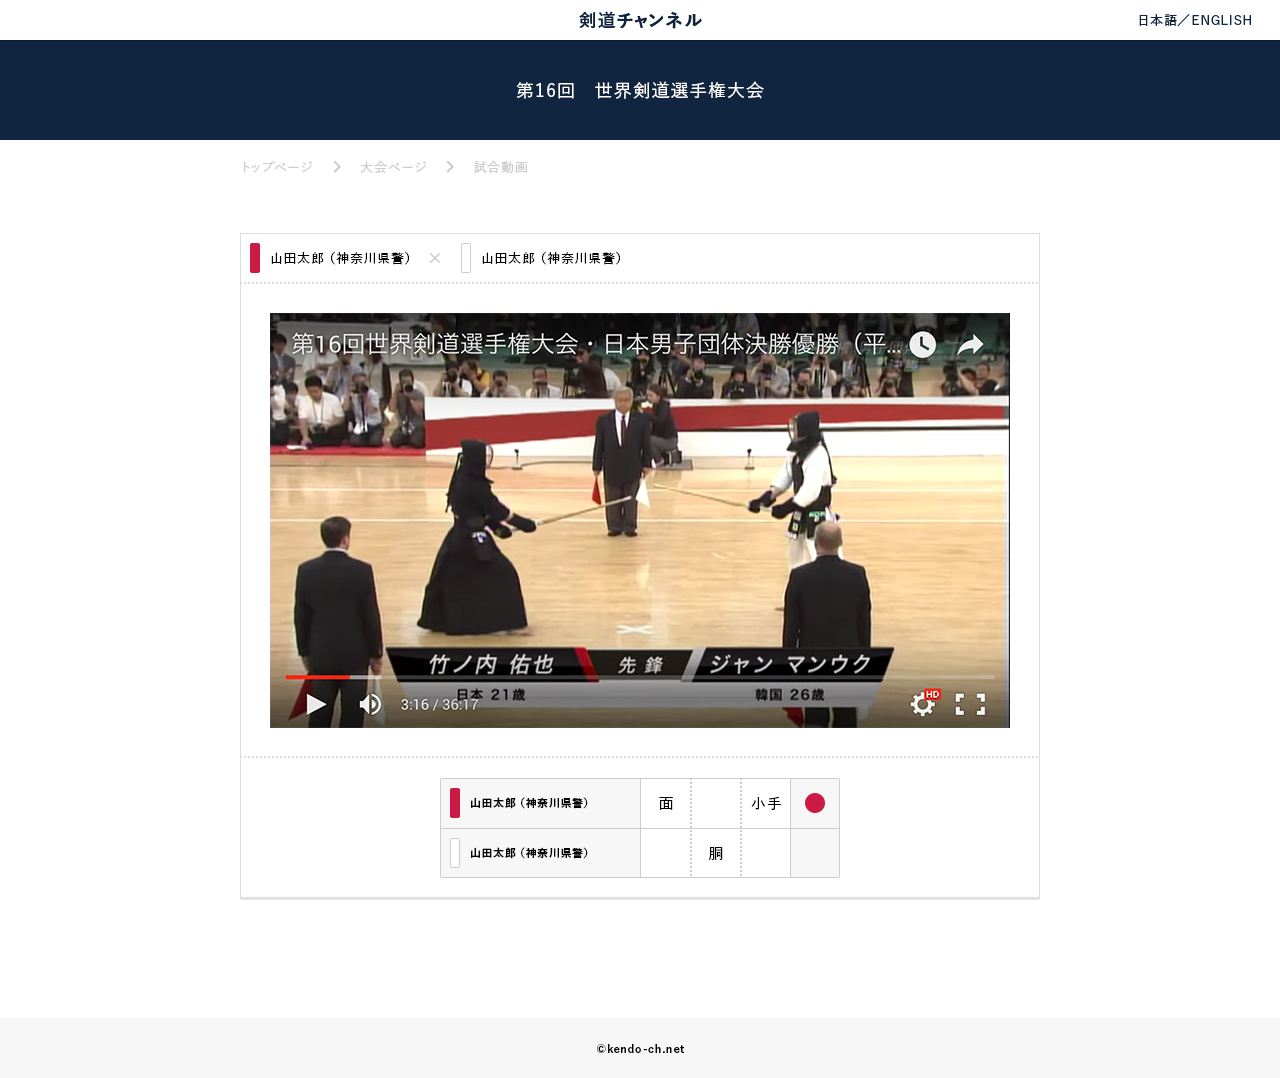 剣道チャンネル
日本語／ENGLISH
第16回　世界剣道選手権大会
トップページ 大会ページ 試合動画
山田太郎（神奈川県警） × 山田太郎（神奈川県警）
第16回世界剣道選手権大会・日本男子団体決勝優勝（平...
竹ノ内 佑也 先鋒 ジャン マンウク
日本 21歳 韓国 26歳
3:16 / 36:17 HD
山田太郎（神奈川県警） 面 小手
山田太郎（神奈川県警） 胴
©kendo-ch.net